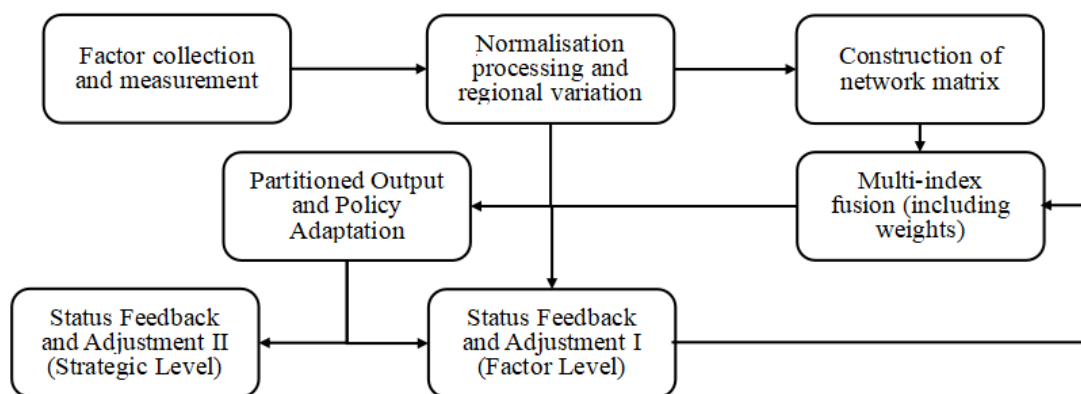 Factor collection
and measurement
Normalisation
processing and
regional variation
Construction of
network matrix
Partitioned Output
and Policy
Adaptation
Multi-index
fusion (including
weights)
Status Feedback
and Adjustment II
(Strategic Level)
Status Feedback
and Adjustment I
(Factor Level)